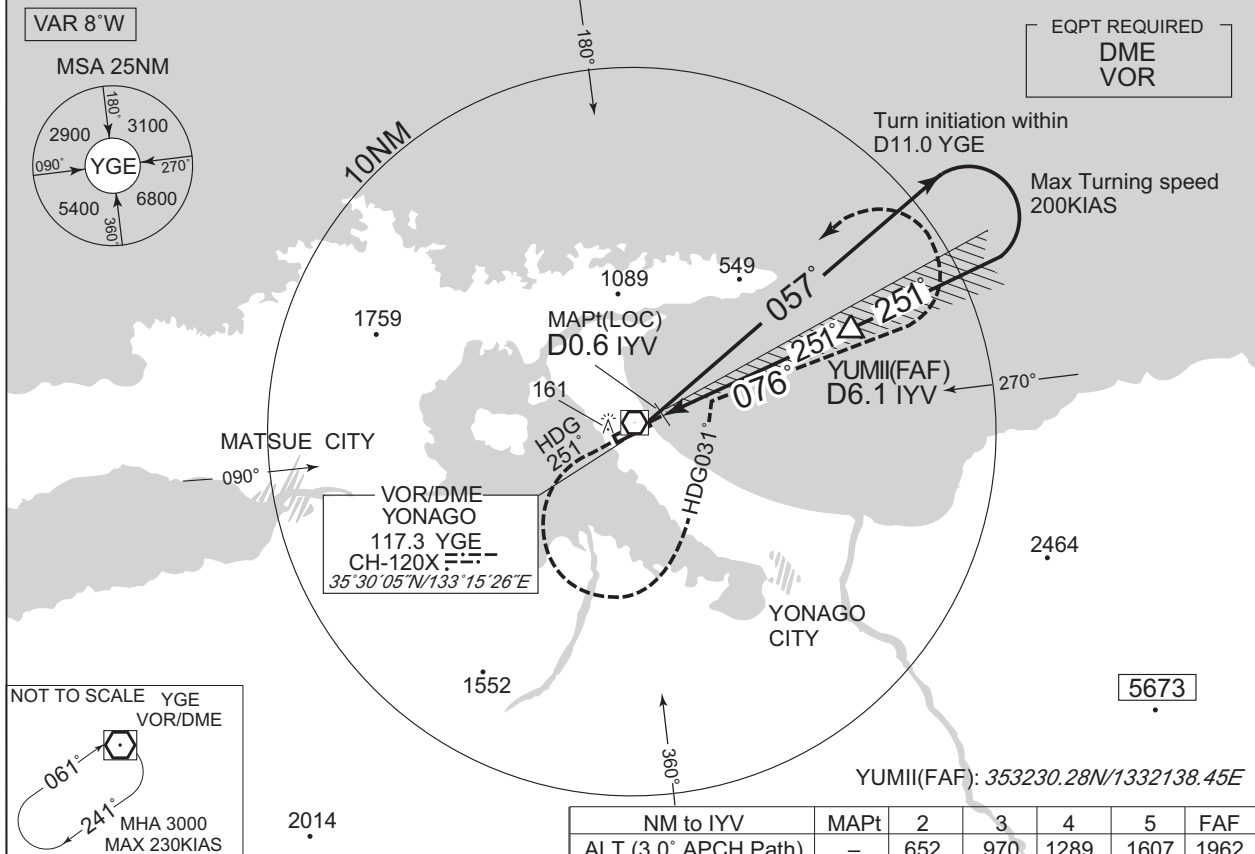 VAR 8˚W
MSA 25NM
180˚
2900
3100
090˚
YGE
270˚
5400
6800
360˚
180˚
EQPT REQUIRED
DME
VOR
Turn initiation within
D11.0 YGE
Max Turning speed
200KIAS
10NM
1089
549
1759
057˚
MAPt(LOC)
D0.6 IYV
251˚
251˚
076˚
YUMII(FAF)
D6.1 IYV
270˚
161
HDG
251˚
HDG031˚
MATSUE CITY
090˚
VOR/DME
YONAGO
117.3 YGE
CH-120X
35˚30´05˝N/133˚15´26˝E
2464
YONAGO
CITY
1552
5673
360˚
NOT TO SCALE
YGE
VOR/DME
061˚
241˚
MHA 3000
MAX 230KIAS
2014
YUMII(FAF): 353230.28N/1332138.45E
NM to IYV MAPt 2 3 4 5 FAF
ALT (3.0˚ APCH Path) – 652 970 1289 1607 1962